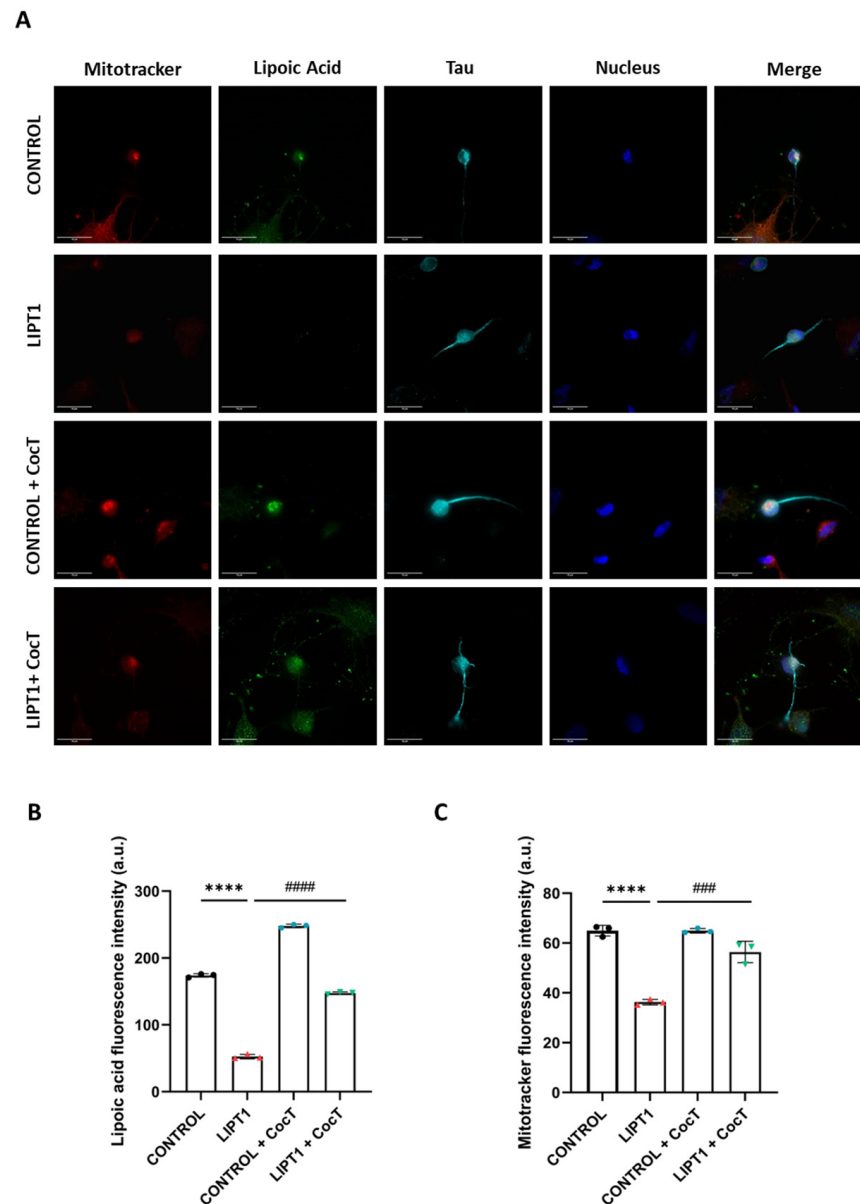 A
Mitotracker Lipoic Acid Tau Nucleus Merge
CONTROL
LIPT1
CONTROL + CocT
LIPT1+ CocT
B
Lipoic acid fluorescence intensity (a.u.)
300
200
100
0
**** ####
CONTROL
LIPT1
CONTROL + CocT
LIPT1 + CocT
C
Mitotracker fluorescence intensity (a.u.)
80
60
40
20
0
**** ###
CONTROL
LIPT1
CONTROL + CocT
LIPT1 + CocT